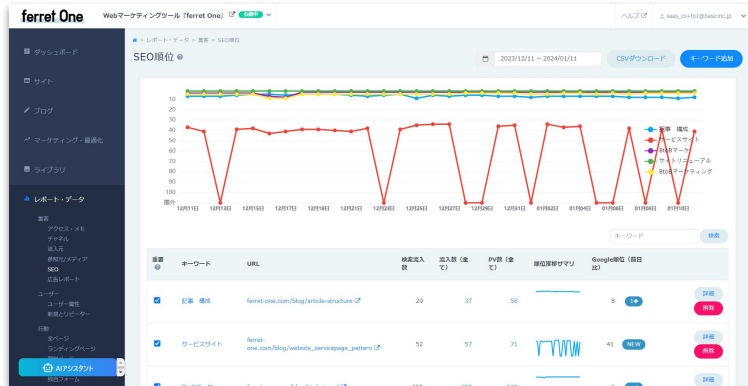 ferret One
Webマーケティングツール『ferret One』 公開中
ヘルプ
saas_cs+fo1@basicinc.jp
ダッシュボード
サイト
ブログ
マーケティング・最適化
ライブラリ
レポート・データ
集客
アクセス・メモ
チャネル
流入元
参照元/メディア
SEO
広告レポート
ユーザー
ユーザー属性
新規とリピーター
行動
全ページ
ランディングページ
AIアシスタント
独自フォーム
> レポート・データ > 集客 > SEO順位
SEO順位
2023/12/11 ~ 2024/01/11
CSVダウンロード
キーワード追加
10
20
30
40
50
60
70
80
90
100
圏外
12月11日 12月13日 12月15日 12月17日 12月19日 12月21日 12月23日 12月25日 12月27日 12月29日 12月31日 01月02日 01月04日 01月06日 01月08日 01月10日
記事 構成
サービスサイト
BtoBマーケ
サイトリニューアル
BtoBマーケティング
キーワード
検索
重要 キーワード URL 検索流入数 流入数（全て） PV数（全て） 順位推移サマリ Google順位（前日比）
記事 構成 ferret-one.com/blog/article-structure 29 37 56 8 1 詳細
削除
サービスサイト ferret-one.com/blog/website_servicepage_pattern 52 57 71 41 NEW 詳細
削除
詳細